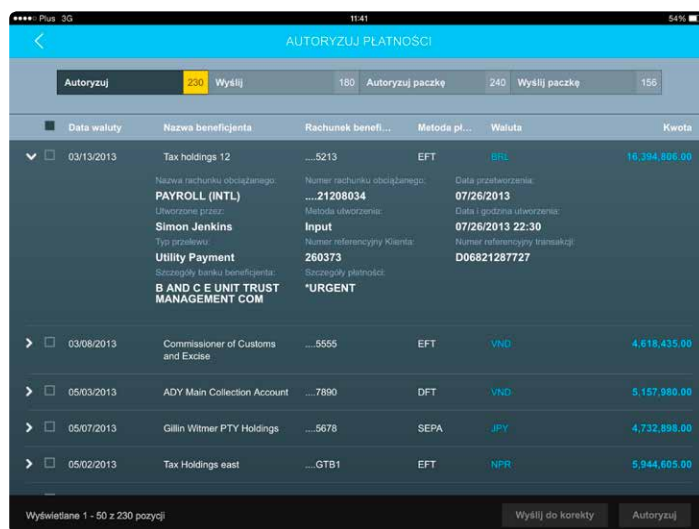 Plus 3G 11:41 54%
AUTORYZUJ PŁATNOŚCI
Autoryzuj 230 Wyślij 180 Autoryzuj paczkę 240 Wyślij paczkę 156
Data waluty Nazwa beneficjenta Rachunek benefi... Metoda pł... Waluta Kwota
03/13/2013 Tax holdings 12 ....5213 EFT BRL 16,394,806.00
Nazwa rachunku obciążanego: Numer rachunku obciążanego: Data przetworzenia:
PAYROLL (INTL) ....21208034 07/26/2013
Utworzone przez: Metoda utworzenia: Data i godzina utworzenia:
Simon Jenkins Input 07/26/2013 22:30
Typ przelewu: Numer referencyjny Klienta: Numer referencyjny transakcji:
Utility Payment 260373 D06821287727
Szczegóły banku beneficjenta: Szczegóły płatności:
B AND C E UNIT TRUST *URGENT
MANAGEMENT COM
03/08/2013 Commissioner of Customs ....5555 EFT VND 4,618,435.00
and Excise
05/03/2013 ADY Main Collection Account ....7890 DFT VND 5,157,980.00
05/07/2013 Gillin Witmer PTY Holdings ....5678 SEPA JPY 4,732,898.00
05/02/2013 Tax Holdings east ....GTB1 EFT NPR 5,944,605.00
Wyświetlane 1 - 50 z 230 pozycji Wyślij do korekty Autoryzuj